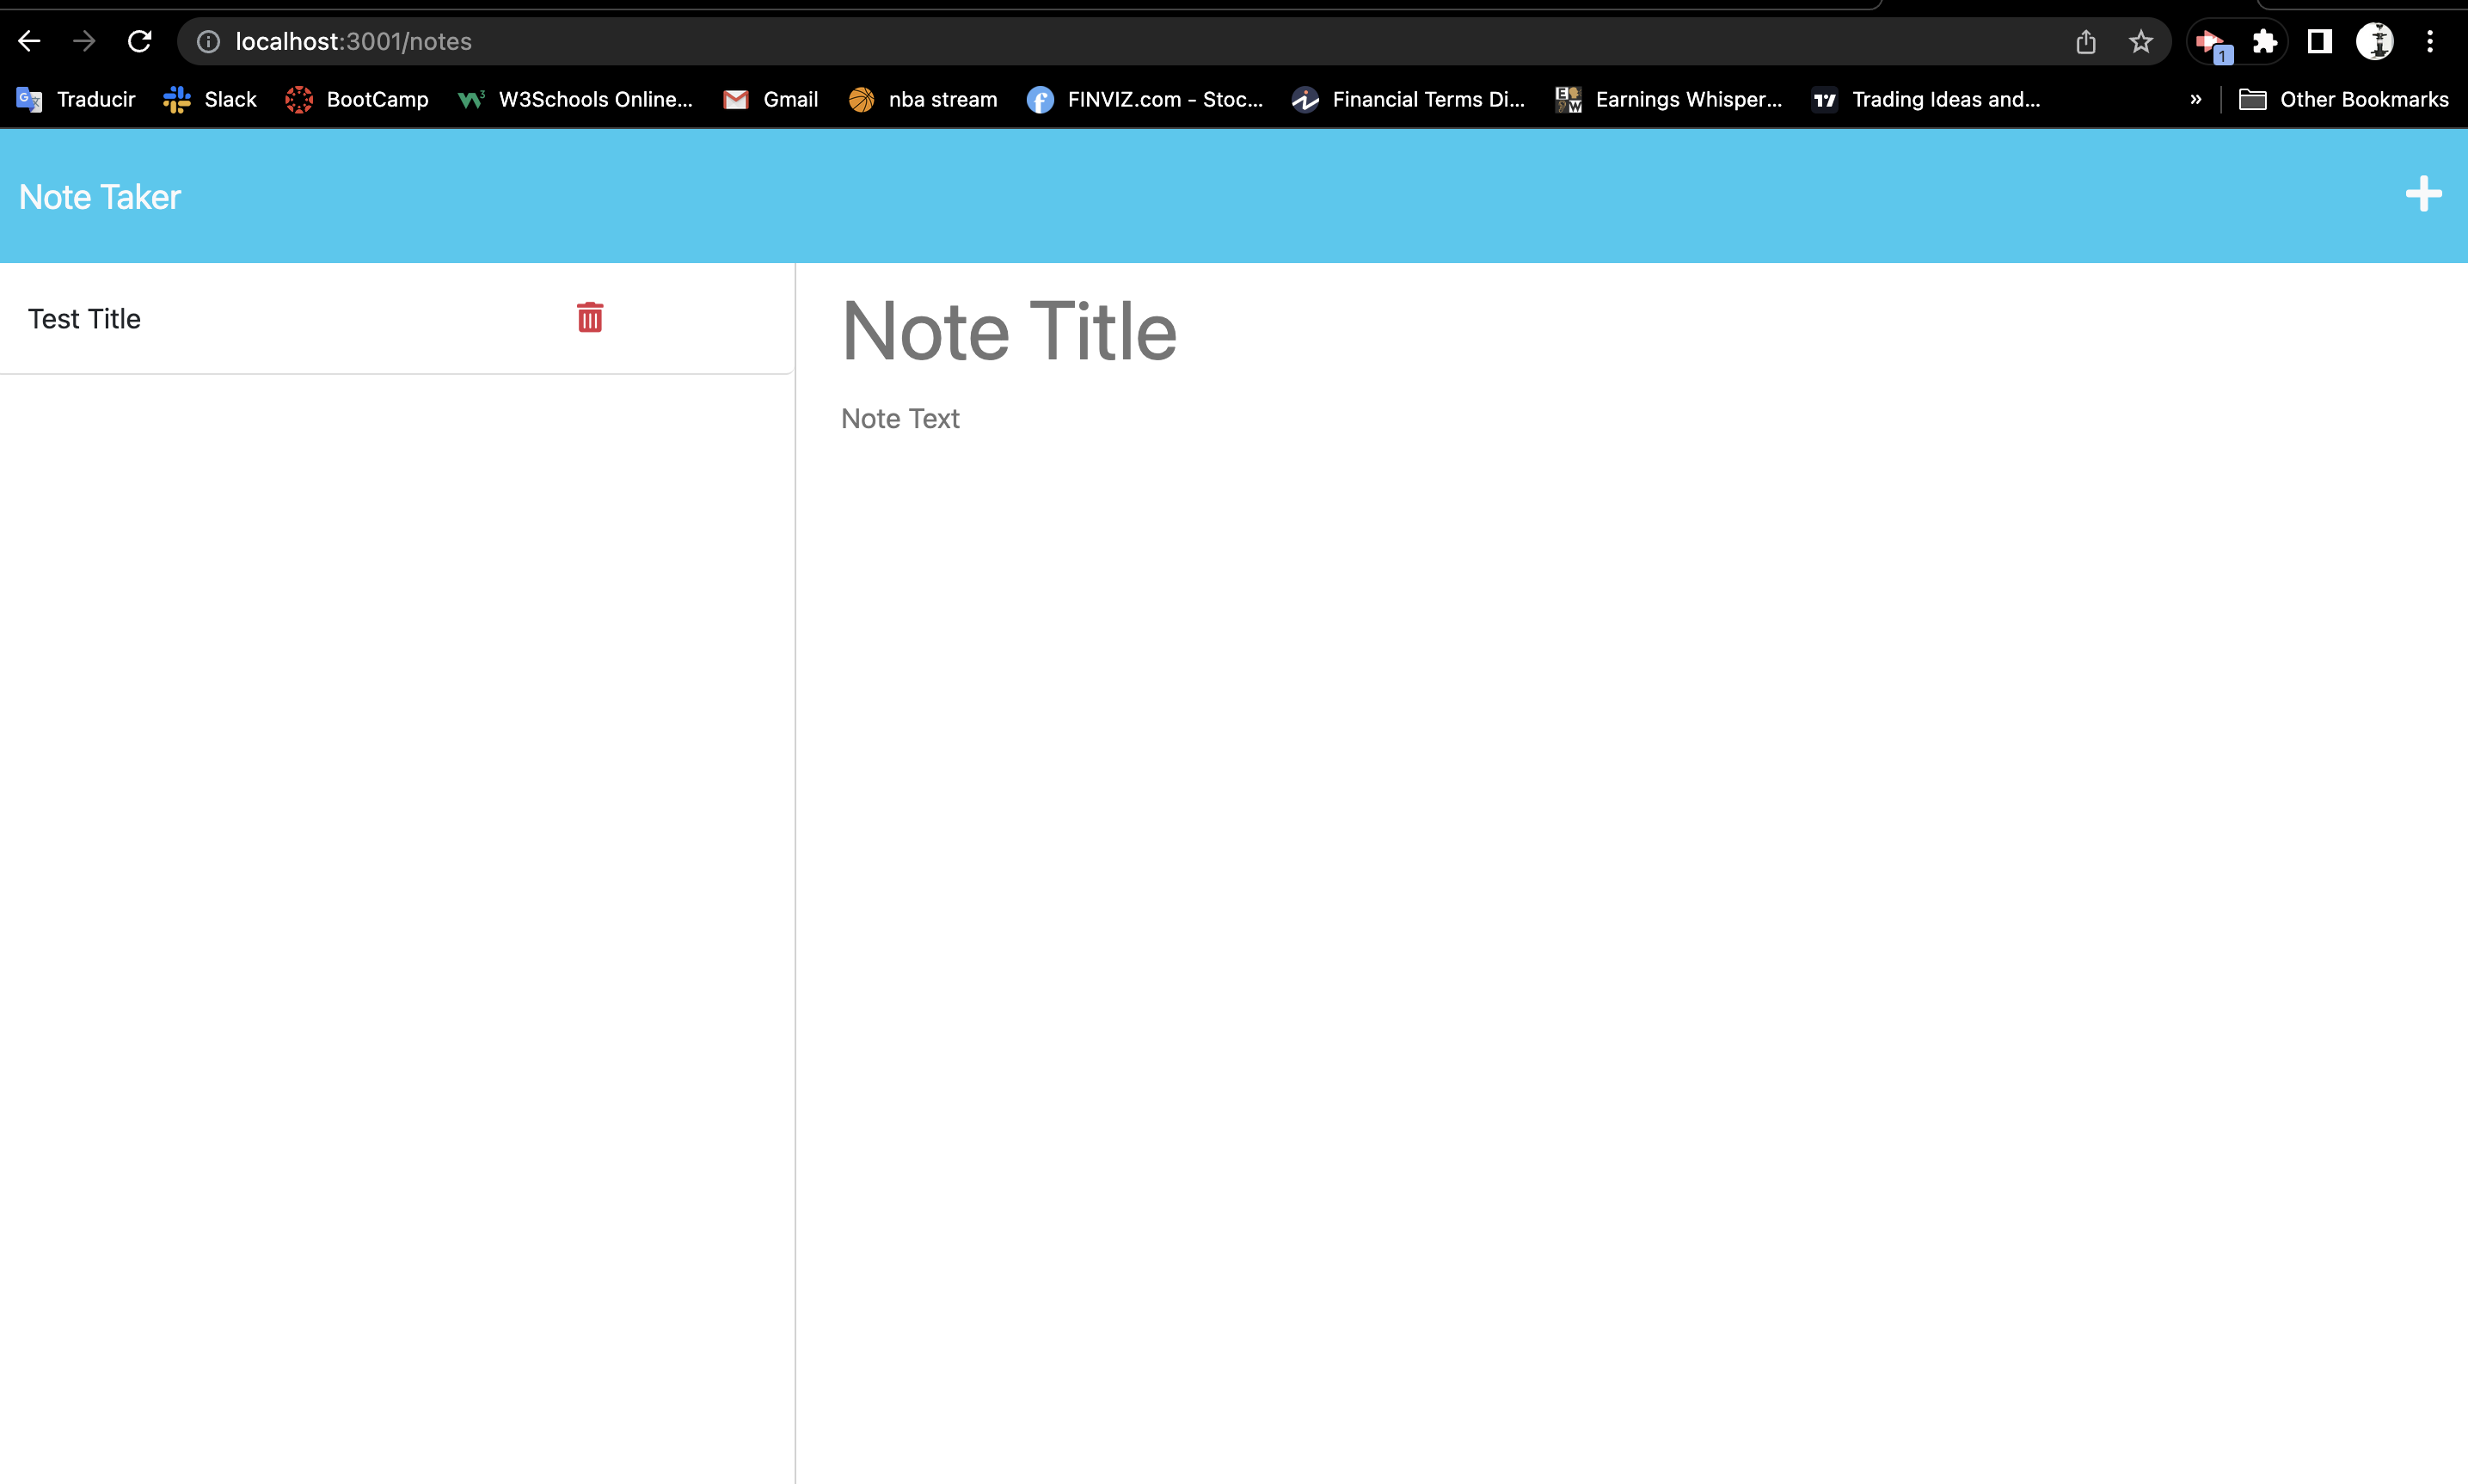 localhost:3001/notes
1
Traducir Slack BootCamp W3Schools Online... Gmail nba stream FINVIZ.com - Stoc... Financial Terms Di... Earnings Whisper... Trading Ideas and... » Other Bookmarks
Note Taker
Test Title
Note Title
Note Text